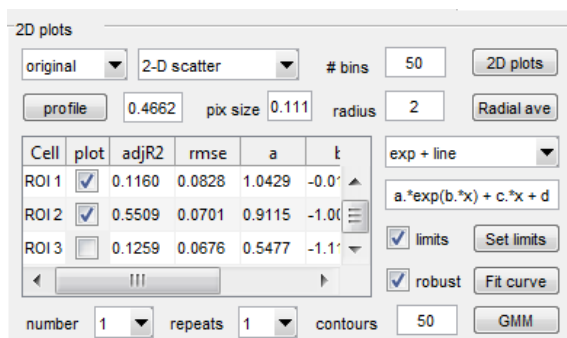 2D plots
original 2-D scatter # bins 50 2D plots
profile 0.4662 pix size 0.111 radius 2 Radial ave
Cell plot adjR2 rmse a exp + line
ROI 1 0.1160 0.0828 1.0429 a.*exp(b.*x) + c.*x + d
ROI 2 0.5509 0.0701 0.9115 limits Set limits
ROI 3 0.1259 0.0676 0.5477 robust Fit curve
number 1 repeats 1 contours 50 GMM